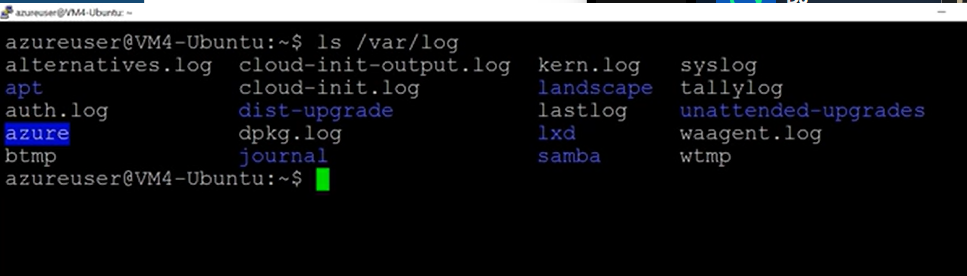 azureuser@VM4-Ubuntu: ~
azureuser@VM4-Ubuntu:~$ ls /var/log
alternatives.log cloud-init-output.log kern.log syslog
apt cloud-init.log landscape tallylog
auth.log dist-upgrade lastlog unattended-upgrades
azure dpkg.log lxd waagent.log
btmp journal samba wtmp
azureuser@VM4-Ubuntu:~$